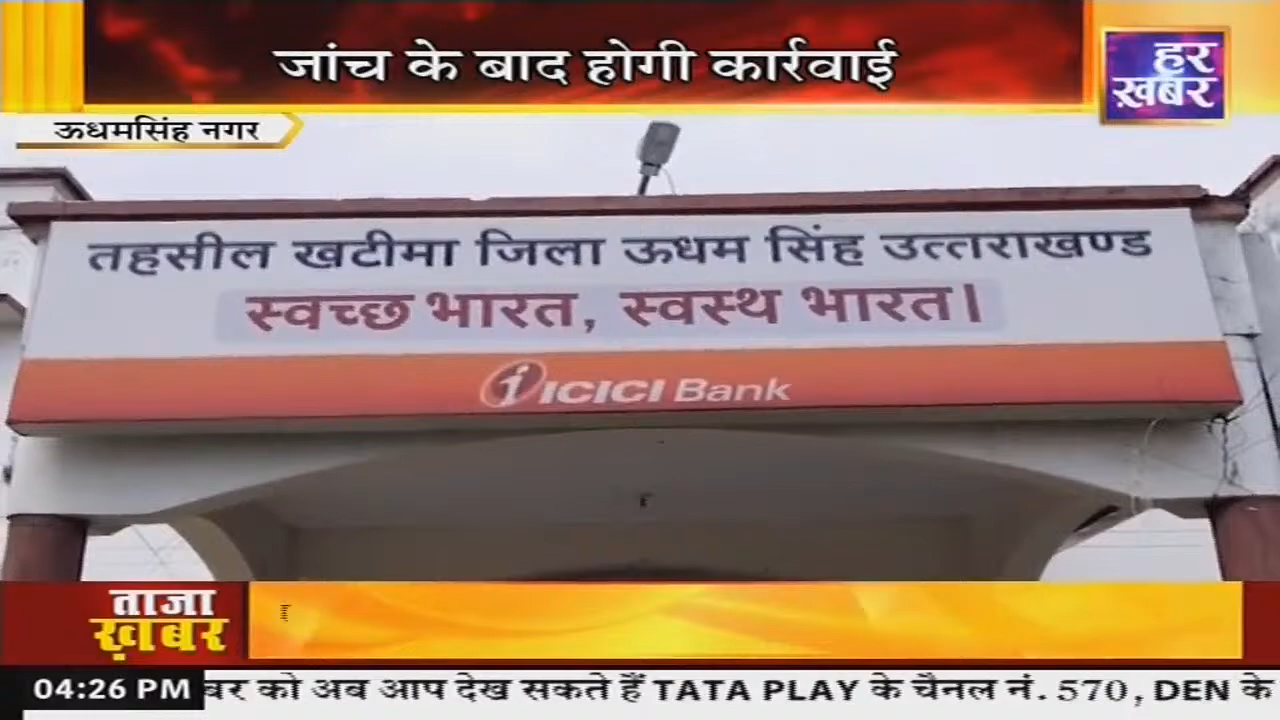 जांच के बाद होगी कार्रवाई
हर
ख़बर
ऊधमसिंह नगर
तहसील खटीमा जिला ऊधम सिंह उत्तराखण्ड
स्वच्छ भारत, स्वस्थ भारत।
ICICI Bank
ताजा
ख़बर
04:26 PM
बर को अब आप देख सकते हैं TATA PLAY के चैनल नं. 570, DEN के